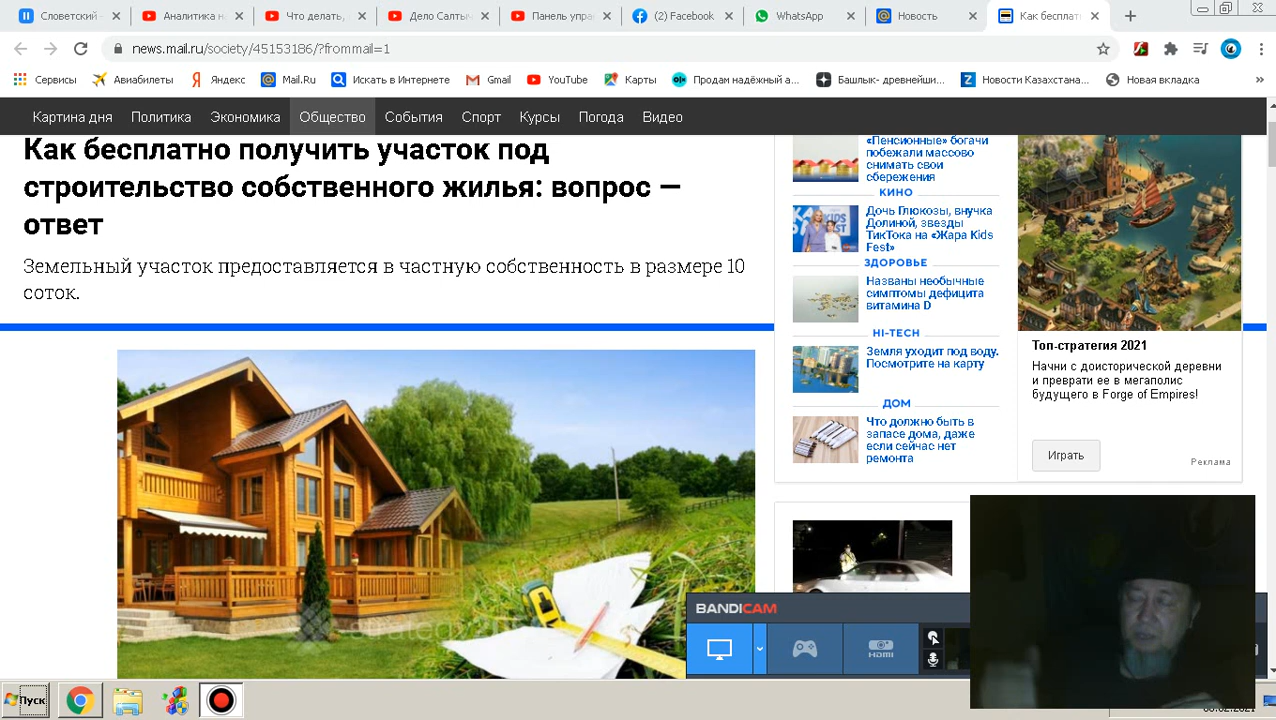 Словетский -
Аналитика н
Что делать,
Дело Салтык
Панель упра
(2) Facebook
WhatsApp
Новость
Как бесплат
news.mail.ru/society/45153186/?frommail=1
Сервисы
Авиабилеты
Яндекс
Mail.Ru
Искать в Интернете
Gmail
YouTube
Карты
Продам надёжный а...
Башлык- древнейши...
Новости Казахстана...
Новая вкладка
»
Картина дня
Политика
Экономика
Общество
События
Спорт
Курсы
Погода
Видео
Как бесплатно получить участок под
строительство собственного жилья: вопрос —
ответ
Земельный участок предоставляется в частную собственность в размере 10
соток.
«Пенсионные» богачи
побежали массово
снимать свои
сбережения
КИНО
Дочь Глюкозы, внучка
Долиной, звезды
ТикТока на «Жара Kids
Fest»
ЗДОРОВЬЕ
Названы необычные
симптомы дефицита
витамина D
HI-TECH
Земля уходит под воду.
Посмотрите на карту
ДОМ
Что должно быть в
запасе дома, даже
если сейчас нет
ремонта
Топ-стратегия 2021
Начни с доисторической деревни
и преврати ее в мегаполис
будущего в Forge of Empires!
Играть
Реклама
BANDICAM
HDMI
Пуск